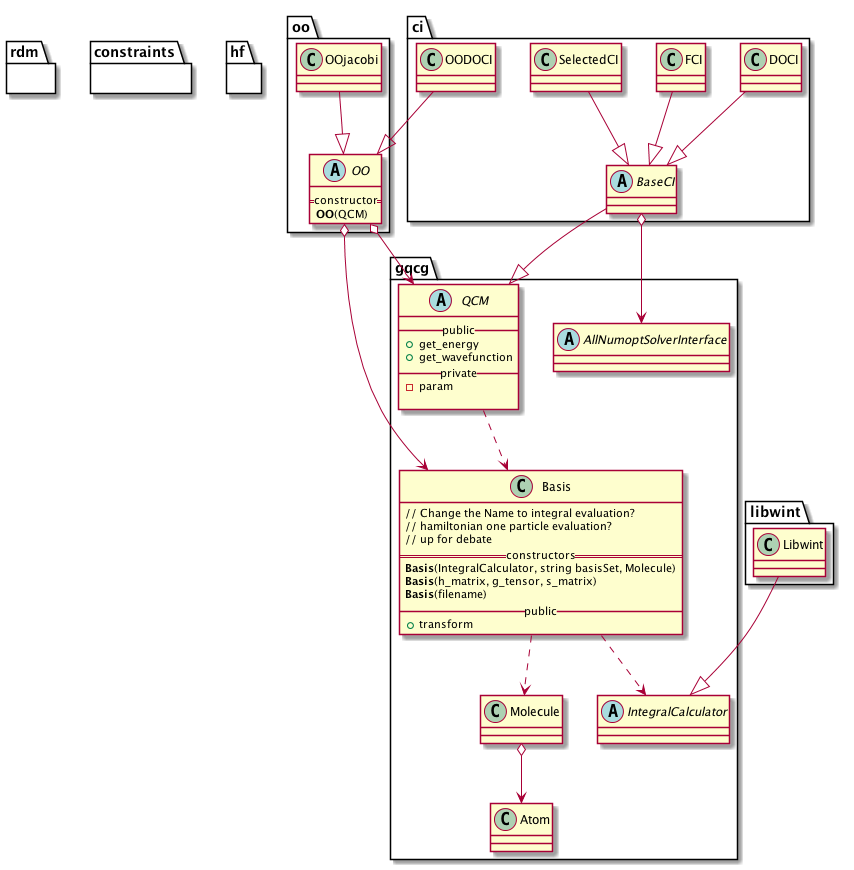 rdm
constraints
hf
oo
C OOjacobi
A OO
constructor
OO(QCM)
ci
C OODOCI
C SelectedCI
C FCI
C DOCI
A BaseCI
gqcg
A QCM
public
get_energy
get_wavefunction
private
param
A AllNumoptSolverInterface
C Basis
// Change the Name to integral evaluation?
// hamiltonian one particle evaluation?
// up for debate
constructors
Basis(IntegralCalculator, string basisSet, Molecule)
Basis(h_matrix, g_tensor, s_matrix)
Basis(filename)
public
transform
libwint
C Libwint
C Molecule
A IntegralCalculator
C Atom